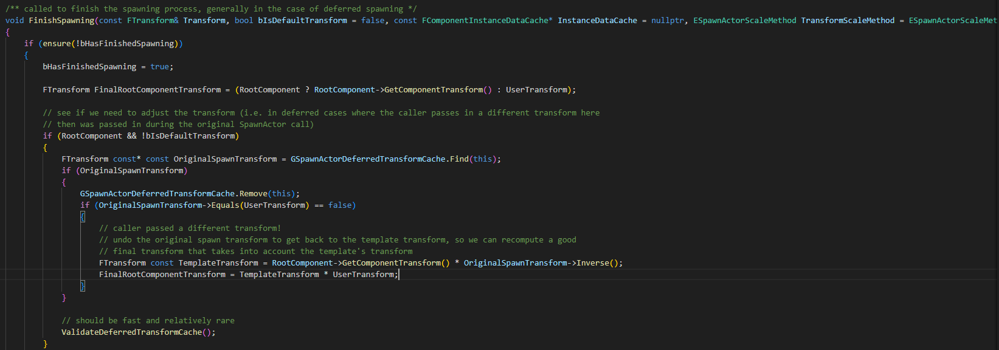 /** called to finish the spawning process, generally in the case of deferred spawning */
void FinishSpawning(const FTransform& Transform, bool bIsDefaultTransform = false, const FComponentInstanceDataCache* InstanceDataCache = nullptr, ESpawnActorScaleMethod TransformScaleMethod = ESpawnActorScaleMet
{
if (ensure(!bHasFinishedSpawning))
{
bHasFinishedSpawning = true;
FTransform FinalRootComponentTransform = (RootComponent ? RootComponent->GetComponentTransform() : UserTransform);
// see if we need to adjust the transform (i.e. in deferred cases where the caller passes in a different transform here
// then was passed in during the original SpawnActor call)
if (RootComponent && !bIsDefaultTransform)
{
FTransform const* const OriginalSpawnTransform = GSpawnActorDeferredTransformCache.Find(this);
if (OriginalSpawnTransform)
{
GSpawnActorDeferredTransformCache.Remove(this);
if (OriginalSpawnTransform->Equals(UserTransform) == false)
{
// caller passed a different transform!
// undo the original spawn transform to get back to the template transform, so we can recompute a good
// final transform that takes into account the template's transform
FTransform const TemplateTransform = RootComponent->GetComponentTransform() * OriginalSpawnTransform->Inverse();
FinalRootComponentTransform = TemplateTransform * UserTransform;
}
}
// should be fast and relatively rare
ValidateDeferredTransformCache();
}